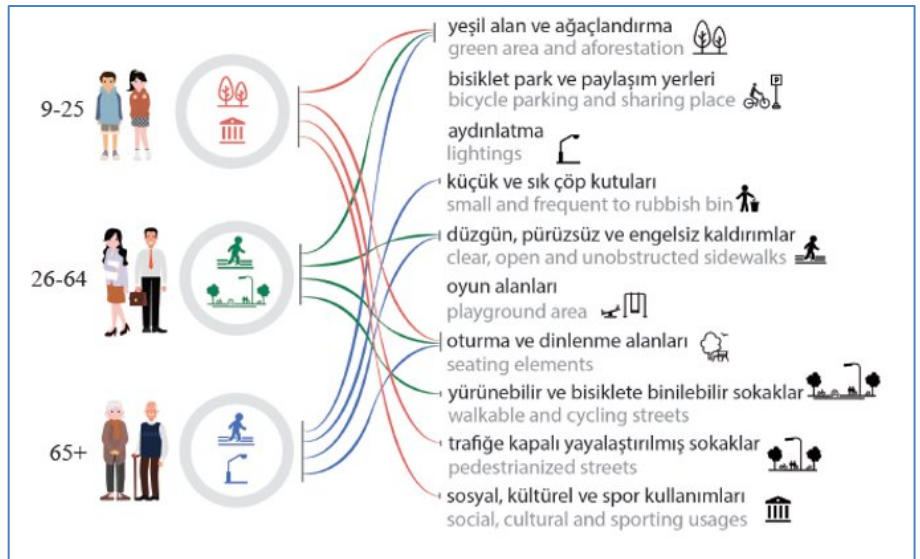 9-25
26-64
65+
yeşil alan ve ağaçlandırma
green area and aforestation
bisiklet park ve paylaşım yerleri
bicycle parking and sharing place
P
aydınlatma
lightings
küçük ve sık çöp kutuları
small and frequent to rubbish bin
düzgün, pürüzsüz ve engelsiz kaldırımlar
clear, open and unobstructed sidewalks
oyun alanları
playground area
oturma ve dinlenme alanları
seating elements
yürünebilir ve bisiklete binilebilir sokaklar
walkable and cycling streets
trafiğe kapalı yayalaştırılmış sokaklar
pedestrianized streets
sosyal, kültürel ve spor kullanımları
social, cultural and sporting usages